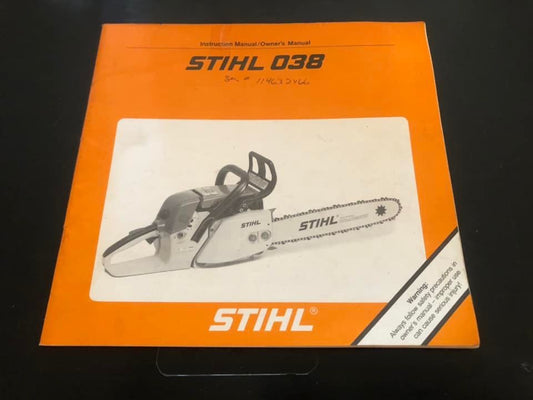 Instruction Manual/Owner's Manual
STIHL 038
STIHL
STIHL
Warning:
Always follow safety precautions in
owner's manual – improper use
can cause serious injury!
STIHL®